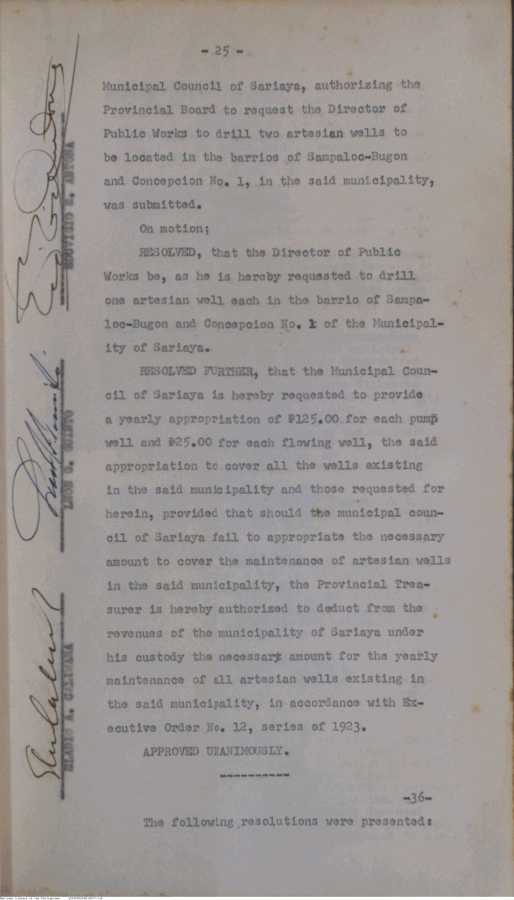 - 25 -
Municipal Council of Sariaya, authorizing the
Provincial Board to request the Director of
Public Works to drill two artesian wells to
be located in the barrios of Sampaloc-Bugon
and Concepcion No. 1, in the said municipality,
was submitted.
On motion;
RESOLVED, that the Director of Public
Works be, as he is hereby requested to drill
one artesian well each in the barrio of Sampa-
loc-Bugon and Concepcion No. 1 of the Municipal-
ity of Sariaya.
RESOLVED FURTHER, that the Municipal Coun-
cil of Sariaya is hereby requested to provide
a yearly appropriation of ₱125.00 for each pump
well and ₱25.00 for each flowing well, the said
appropriation to cover all the wells existing
in the said municipality and those requested for
herein, provided that should the municipal coun-
cil of Sariaya fail to appropriate the necessary
amount to cover the maintenance of artesian wells
in the said municipality, the Provincial Trea-
surer is hereby authorized to deduct from the
revenues of the municipality of Sariaya under
his custody the necessary amount for the yearly
maintenance of all artesian wells existing in
the said municipality, in accordance with Ex-
ecutive Order No. 12, series of 1923.
APPROVED UNANIMOUSLY.
-----------
-36-
The following resolutions were presented:
LEON G. GUINTO